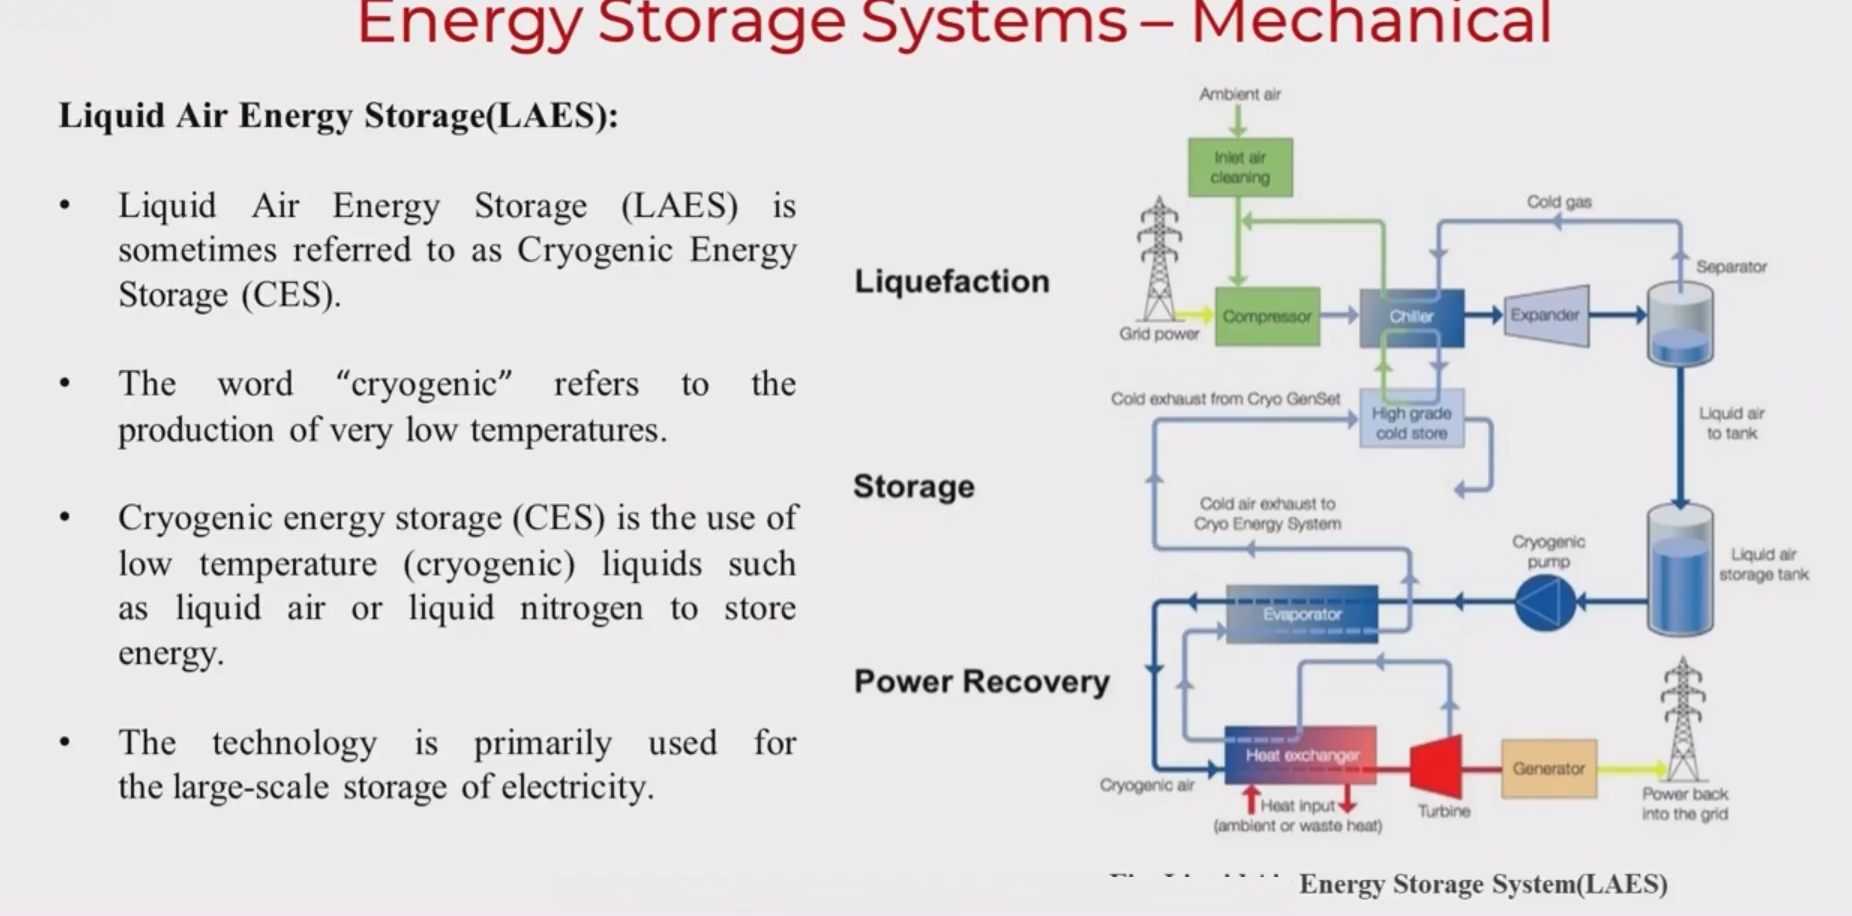 Energy Storage Systems – Mechanical
Liquid Air Energy Storage(LAES):
• Liquid Air Energy Storage (LAES) is
sometimes referred to as Cryogenic Energy
Storage (CES).
• The word “cryogenic” refers to the
production of very low temperatures.
• Cryogenic energy storage (CES) is the use of
low temperature (cryogenic) liquids such
as liquid air or liquid nitrogen to store
energy.
• The technology is primarily used for
the large-scale storage of electricity.
Liquefaction
Storage
Power Recovery
Ambient air
Inlet air
cleaning
Cold gas
Separator
Grid power
Compressor
Chiller
Expander
Cold exhaust from Cryo GenSet
High grade
cold store
Liquid air
to tank
Cold air exhaust to
Cryo Energy System
Cryogenic
pump
Liquid air
storage tank
Evaporator
Heat exchanger
Cryogenic air
Heat input
(ambient or waste heat)
Turbine
Generator
Power back
into the grid
Energy Storage System(LAES)